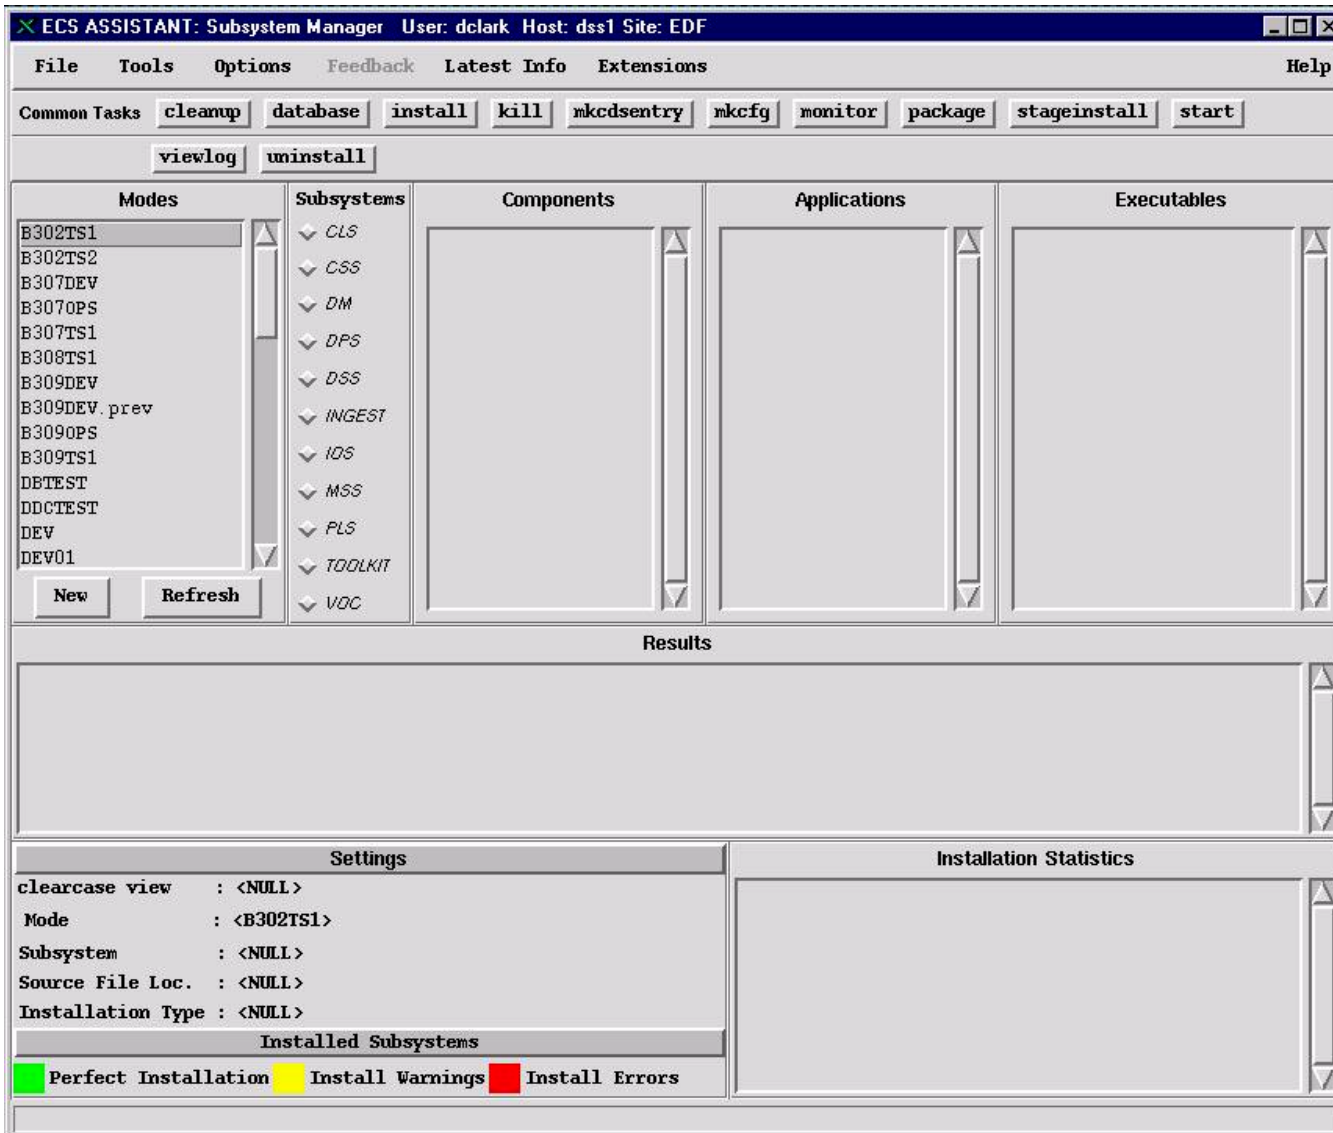 ECS ASSISTANT: Subsystem Manager User: dclark Host: dss1 Site: EDF
File Tools Options Feedback Latest Info Extensions Help
Common Tasks cleanup database install kill mkcdsentry mkcfg monitor package stageinstall start
viewlog uninstall
Modes Subsystems Components Applications Executables
B302TS1
B302TS2
B307DEV
B307OPS
B307TS1
B308TS1
B309DEV
B309DEV.prev
B309OPS
B309TS1
DBTEST
DDCTEST
DEV
DEV01
New Refresh
CLS
CSS
DM
DPS
DSS
INGEST
IOS
MSS
PLS
TOOLKIT
VOC
Results
Settings
clearcase view : <NULL>
Mode : <B302TS1>
Subsystem : <NULL>
Source File Loc. : <NULL>
Installation Type : <NULL>
Installed Subsystems
Perfect Installation Install Warnings Install Errors
Installation Statistics